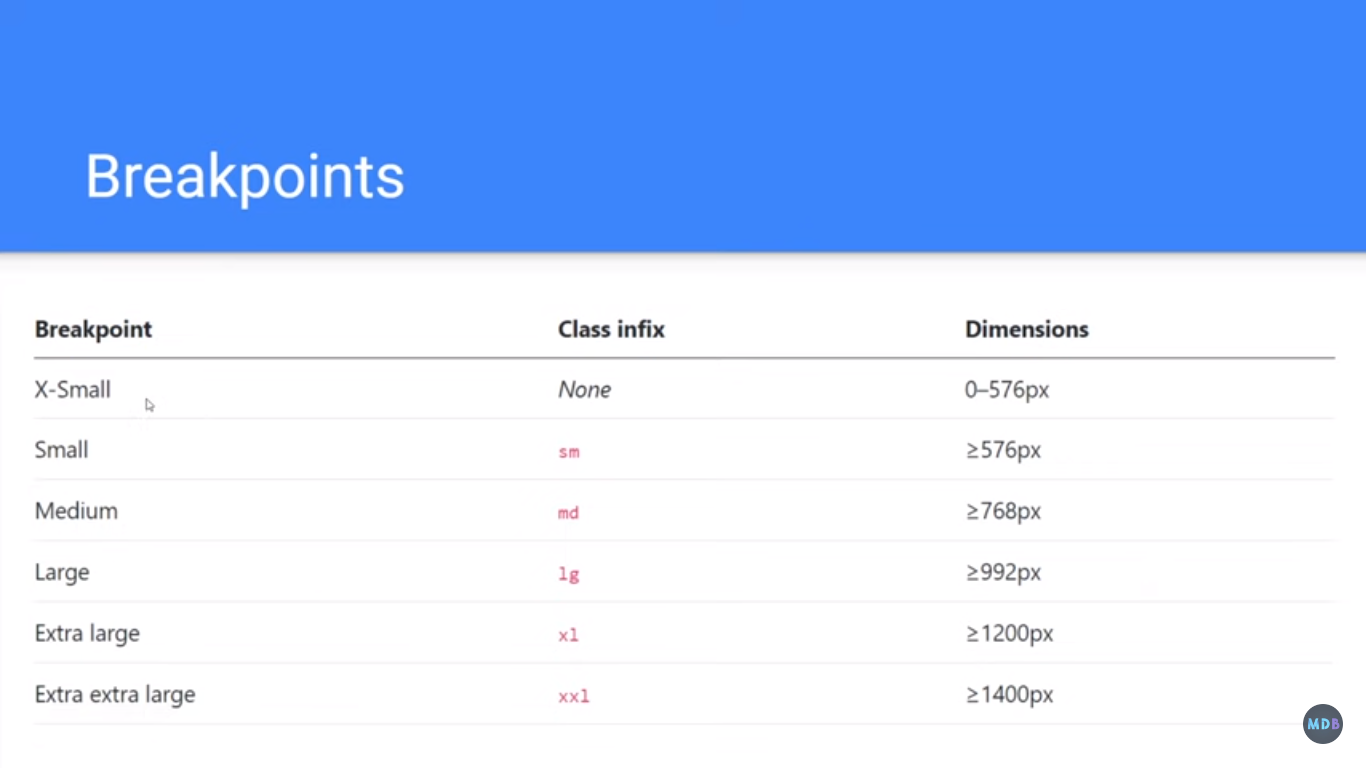 Breakpoints
Breakpoint Class infix Dimensions
X-Small None 0–576px
Small sm ≥576px
Medium md ≥768px
Large lg ≥992px
Extra large xl ≥1200px
Extra extra large xxl ≥1400px
MDB